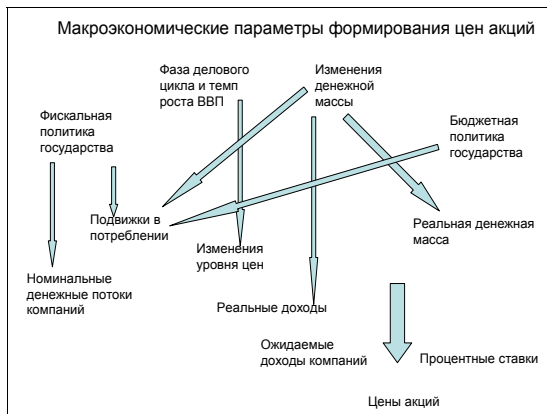 Макроэкономические параметры формирования цен акций
Фаза делового
цикла и темп
роста ВВП
Изменения
денежной
массы
Фискальная
политика
государства
Бюджетная
политика
государства
Подвижки в
потреблении
Реальная денежная
масса
Изменения
уровня цен
Номинальные
денежные потоки
компаний
Реальные доходы
Ожидаемые
доходы компаний
Процентные ставки
Цены акций